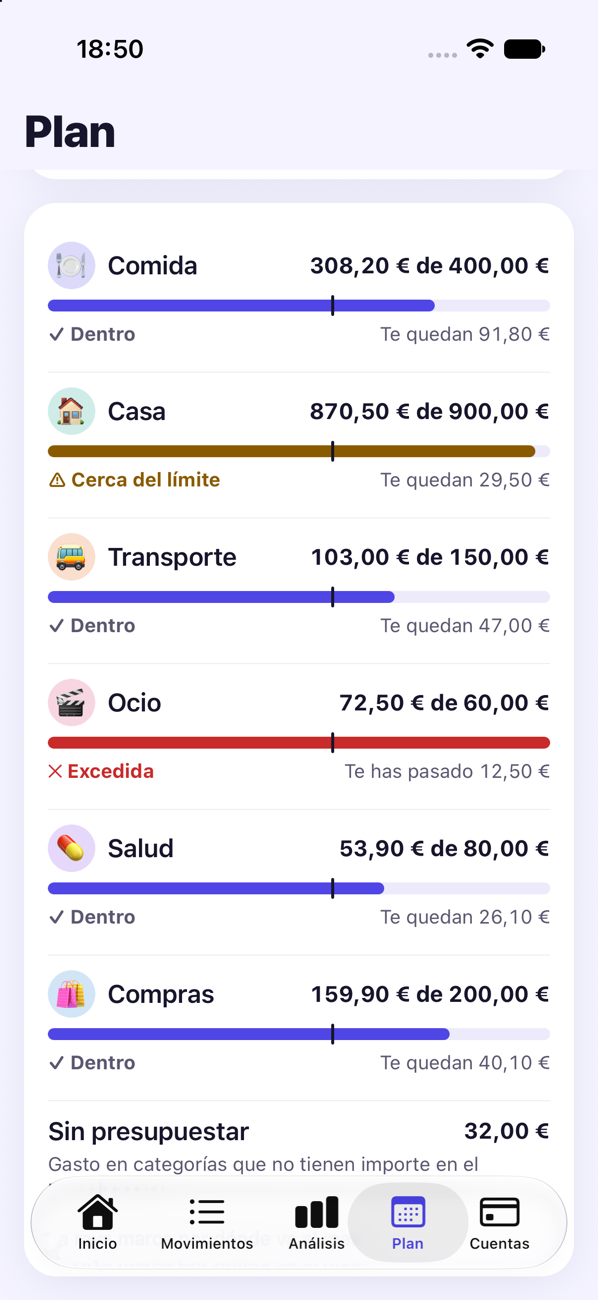 18:50
Plan
Comida 308,20 € de 400,00 €
✓ Dentro Te quedan 91,80 €
Casa 870,50 € de 900,00 €
⚠ Cerca del límite Te quedan 29,50 €
Transporte 103,00 € de 150,00 €
✓ Dentro Te quedan 47,00 €
Ocio 72,50 € de 60,00 €
✕ Excedida Te has pasado 12,50 €
Salud 53,90 € de 80,00 €
✓ Dentro Te quedan 26,10 €
Compras 159,90 € de 200,00 €
✓ Dentro Te quedan 40,10 €
Sin presupuestar 32,00 €
Gasto en categorías que no tienen importe en el
Inicio Movimientos Análisis Plan Cuentas